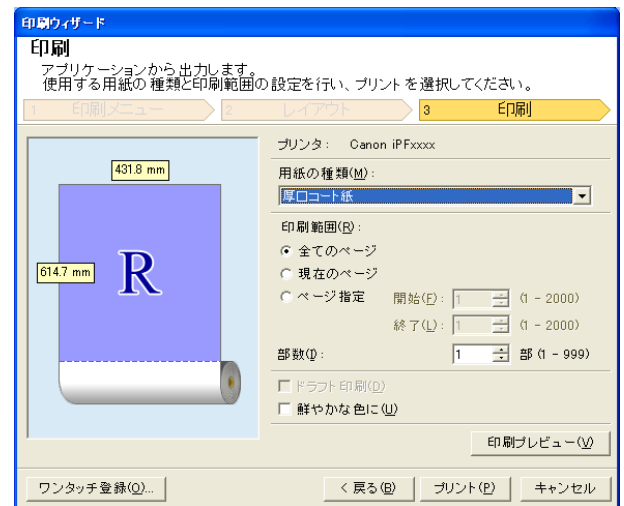 印刷ウィザード
印刷
アプリケーションから出力します。
使用する用紙の種類と印刷範囲の設定を行い、プリントを選択してください。
1 印刷メニュー 2 レイアウト 3 印刷
プリンタ: Canon iPFxxxx
431.8 mm
用紙の種類(M):
厚口コート紙
印刷範囲(R):
全てのページ
614.7 mm
R
現在のページ
ページ指定 開始(F): 1 (1 - 2000)
終了(L): 1 (1 - 2000)
部数(I): 1 部 (1 - 999)
ドラフト印刷(D)
鮮やかな色に(U)
印刷プレビュー(V)
ワンタッチ登録(O)... < 戻る(B) プリント(P) キャンセル